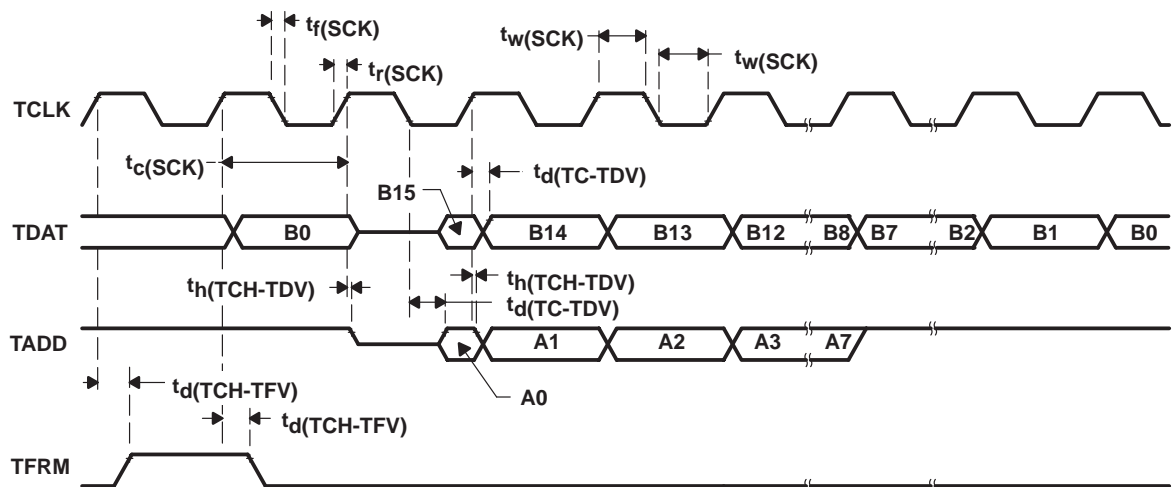 tf(SCK)
tr(SCK)
tw(SCK)
tw(SCK)
TCLK
tc(SCK)
td(TC-TDV)
B15
TDAT
B0
B14
B13
B12
B8
B7
B2
B1
B0
th(TCH-TDV)
th(TCH-TDV)
td(TC-TDV)
TADD
A1
A2
A3
A7
A0
td(TCH-TFV)
td(TCH-TFV)
TFRM